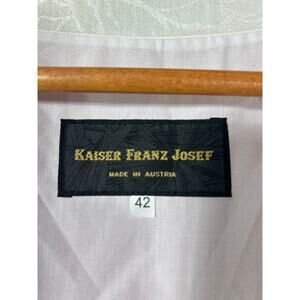 KAISER FRANZ JOSEF
MADE IN AUSTRIA
42